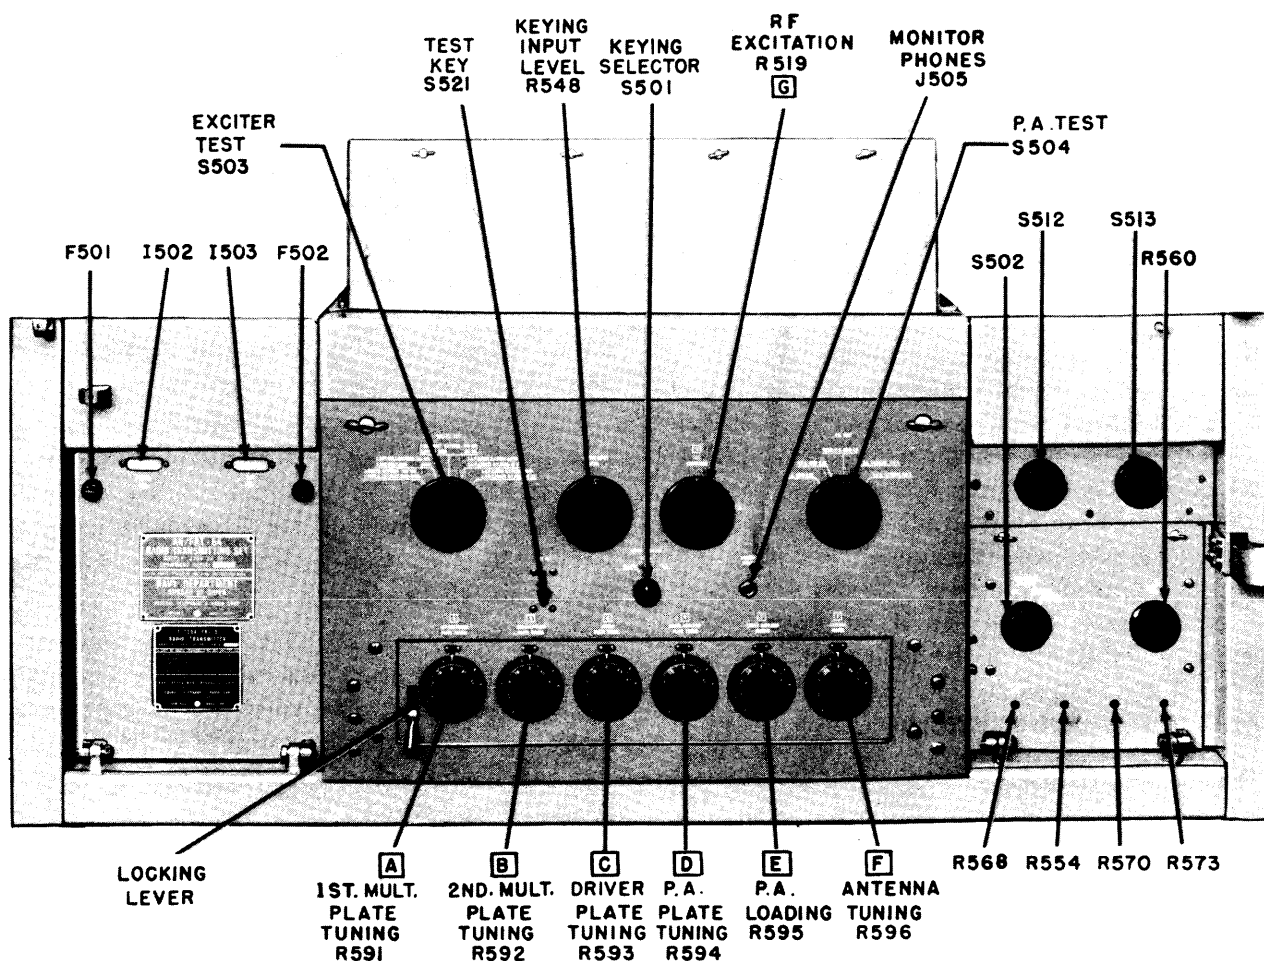 TEST
KEY
S521
KEYING
INPUT
LEVEL
R548
KEYING
SELECTOR
S501
RF
EXCITATION
R519
G
MONITOR
PHONES
J505
EXCITER
TEST
S503
P.A. TEST
S504
F501
I502
I503
F502
S502
S512
S513
R560
LOCKING
LEVER
A
1ST. MULT.
PLATE
TUNING
R591
B
2ND. MULT.
PLATE
TUNING
R592
C
DRIVER
PLATE
TUNING
R593
D
P.A.
PLATE
TUNING
R594
E
P.A.
LOADING
R595
F
ANTENNA
TUNING
R596
R568
R554
R570
R573